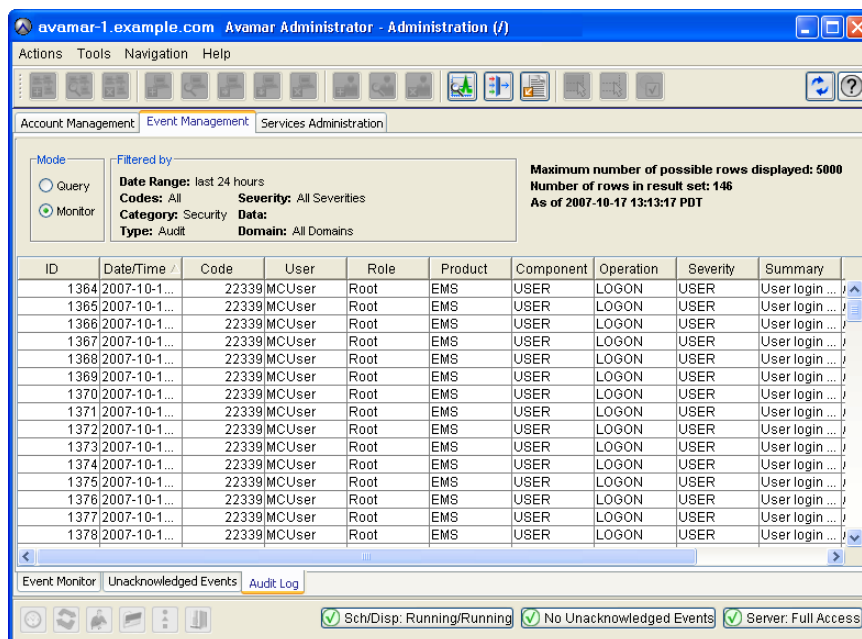 avamar-1.example.com Avamar Administrator - Administration (/)
Actions Tools Navigation Help
Account Management Event Management Services Administration
Mode
Query
Monitor
Filtered by
Date Range: last 24 hours
Codes: All Severity: All Severities
Category: Security Data:
Type: Audit Domain: All Domains
Maximum number of possible rows displayed: 5000
Number of rows in result set: 146
As of 2007-10-17 13:13:17 PDT
ID Date/Time Code User Role Product Component Operation Severity Summary
1364 2007-10-1... 22339 MCUser Root EMS USER LOGON USER User login ...
1365 2007-10-1... 22339 MCUser Root EMS USER LOGON USER User login ...
1366 2007-10-1... 22339 MCUser Root EMS USER LOGON USER User login ...
1367 2007-10-1... 22339 MCUser Root EMS USER LOGON USER User login ...
1368 2007-10-1... 22339 MCUser Root EMS USER LOGON USER User login ...
1369 2007-10-1... 22339 MCUser Root EMS USER LOGON USER User login ...
1370 2007-10-1... 22339 MCUser Root EMS USER LOGON USER User login ...
1371 2007-10-1... 22339 MCUser Root EMS USER LOGON USER User login ...
1372 2007-10-1... 22339 MCUser Root EMS USER LOGON USER User login ...
1373 2007-10-1... 22339 MCUser Root EMS USER LOGON USER User login ...
1374 2007-10-1... 22339 MCUser Root EMS USER LOGON USER User login ...
1375 2007-10-1... 22339 MCUser Root EMS USER LOGON USER User login ...
1376 2007-10-1... 22339 MCUser Root EMS USER LOGON USER User login ...
1377 2007-10-1... 22339 MCUser Root EMS USER LOGON USER User login ...
1378 2007-10-1... 22339 MCUser Root EMS USER LOGON USER User login ...
Event Monitor Unacknowledged Events Audit Log
Sch/Disp: Running/Running No Unacknowledged Events Server: Full Access